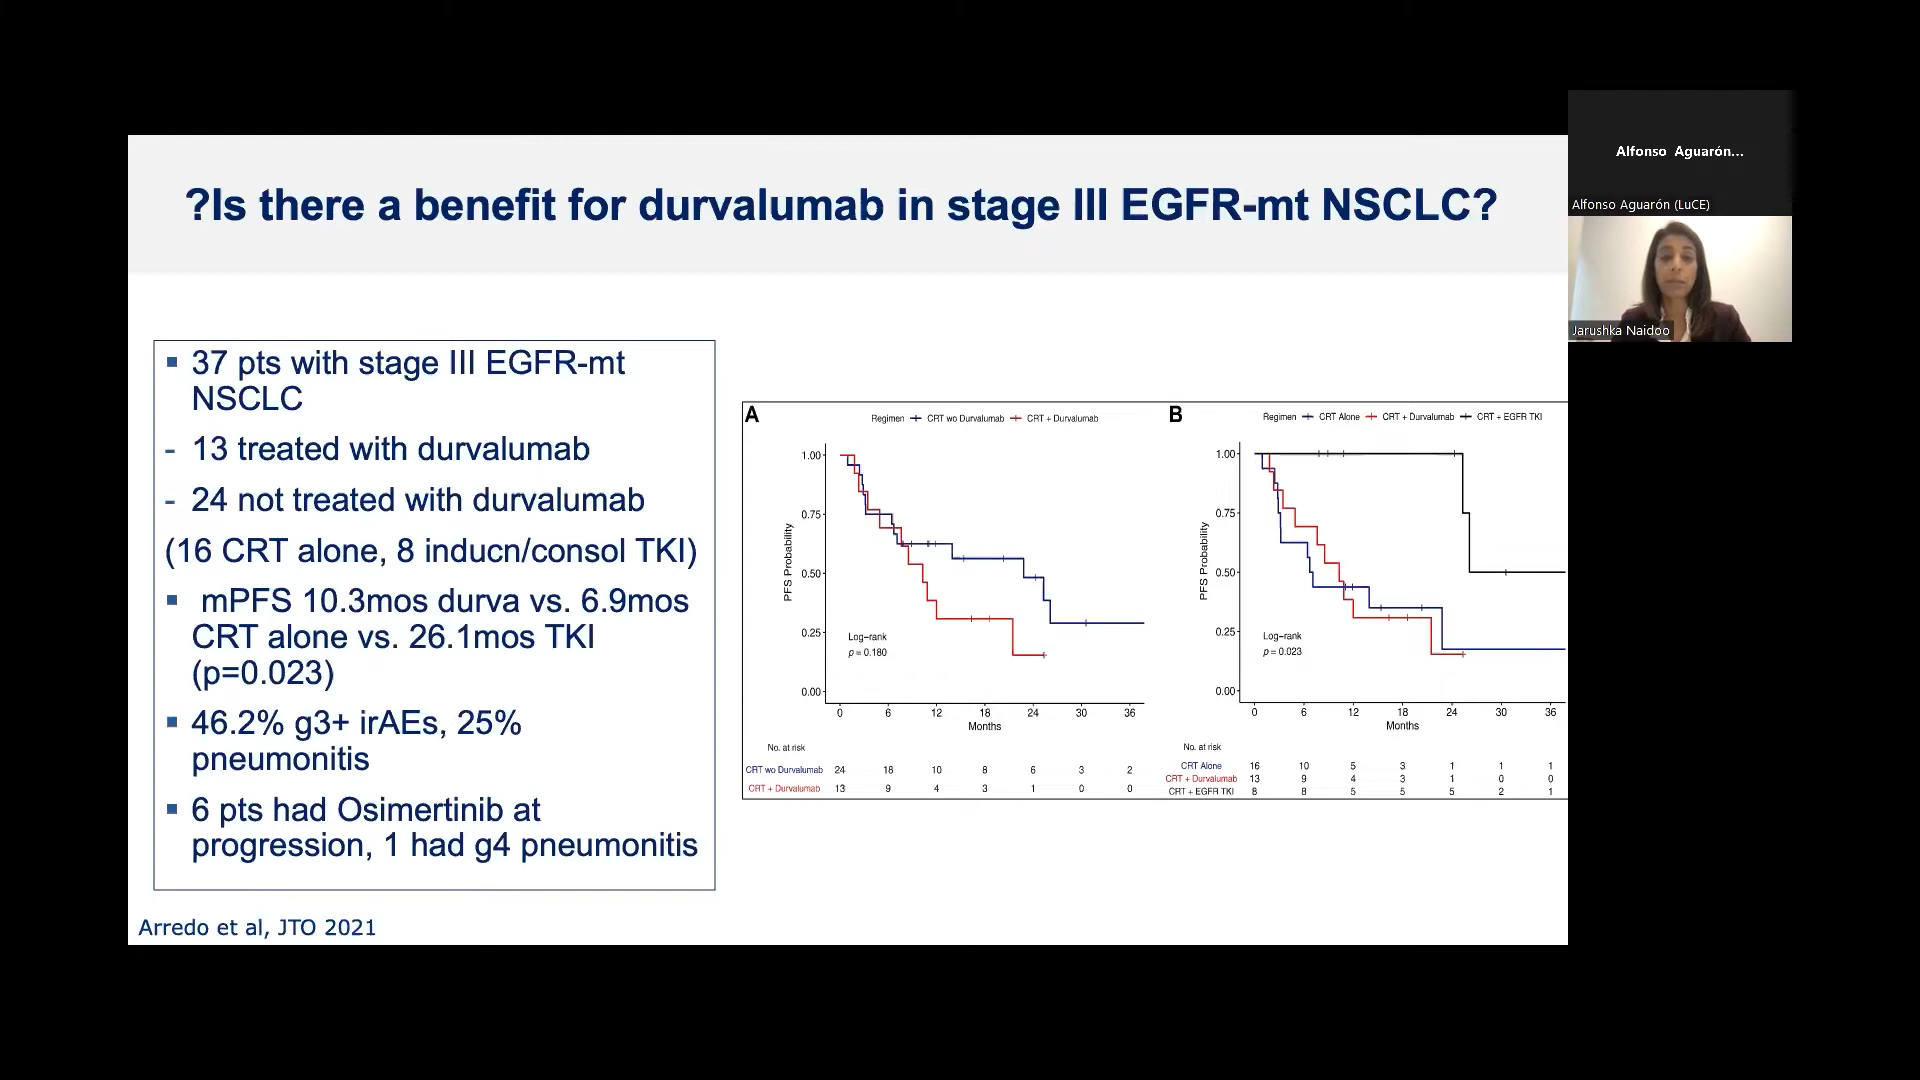 ?Is there a benefit for durvalumab in stage III EGFR-mt NSCLC?
37 pts with stage III EGFR-mt
NSCLC
- 13 treated with durvalumab
- 24 not treated with durvalumab
(16 CRT alone, 8 inducn/consol TKI)
mPFS 10.3mos durva vs. 6.9mos
CRT alone vs. 26.1mos TKI
(p=0.023)
46.2% g3+ irAEs, 25%
pneumonitis
6 pts had Osimertinib at
progression, 1 had g4 pneumonitis
Arredo et al, JTO 2021
A
Regimen CRT wo Durvalumab CRT + Durvalumab
PFS Probability
1.00
0.75
0.50
0.25
0.00
Log-rank
p = 0.180
0 6 12 18 24 30 36
Months
No. at risk
CRT wo Durvalumab 24 18 10 8 6 3 2
CRT + Durvalumab 13 9 4 3 1 0 0
B
Regimen CRT Alone CRT + Durvalumab CRT + EGFR TKI
PFS Probability
1.00
0.75
0.50
0.25
0.00
Log-rank
p = 0.023
0 6 12 18 24 30 36
Months
No. at risk
CRT Alone 16 10 5 3 1 1 1
CRT + Durvalumab 13 9 4 3 1 0 0
CRT + EGFR TKI 8 8 5 5 5 2 1
Alfonso Aguarón...
Alfonso Aguarón (LuCE)
Jarushka Naidoo